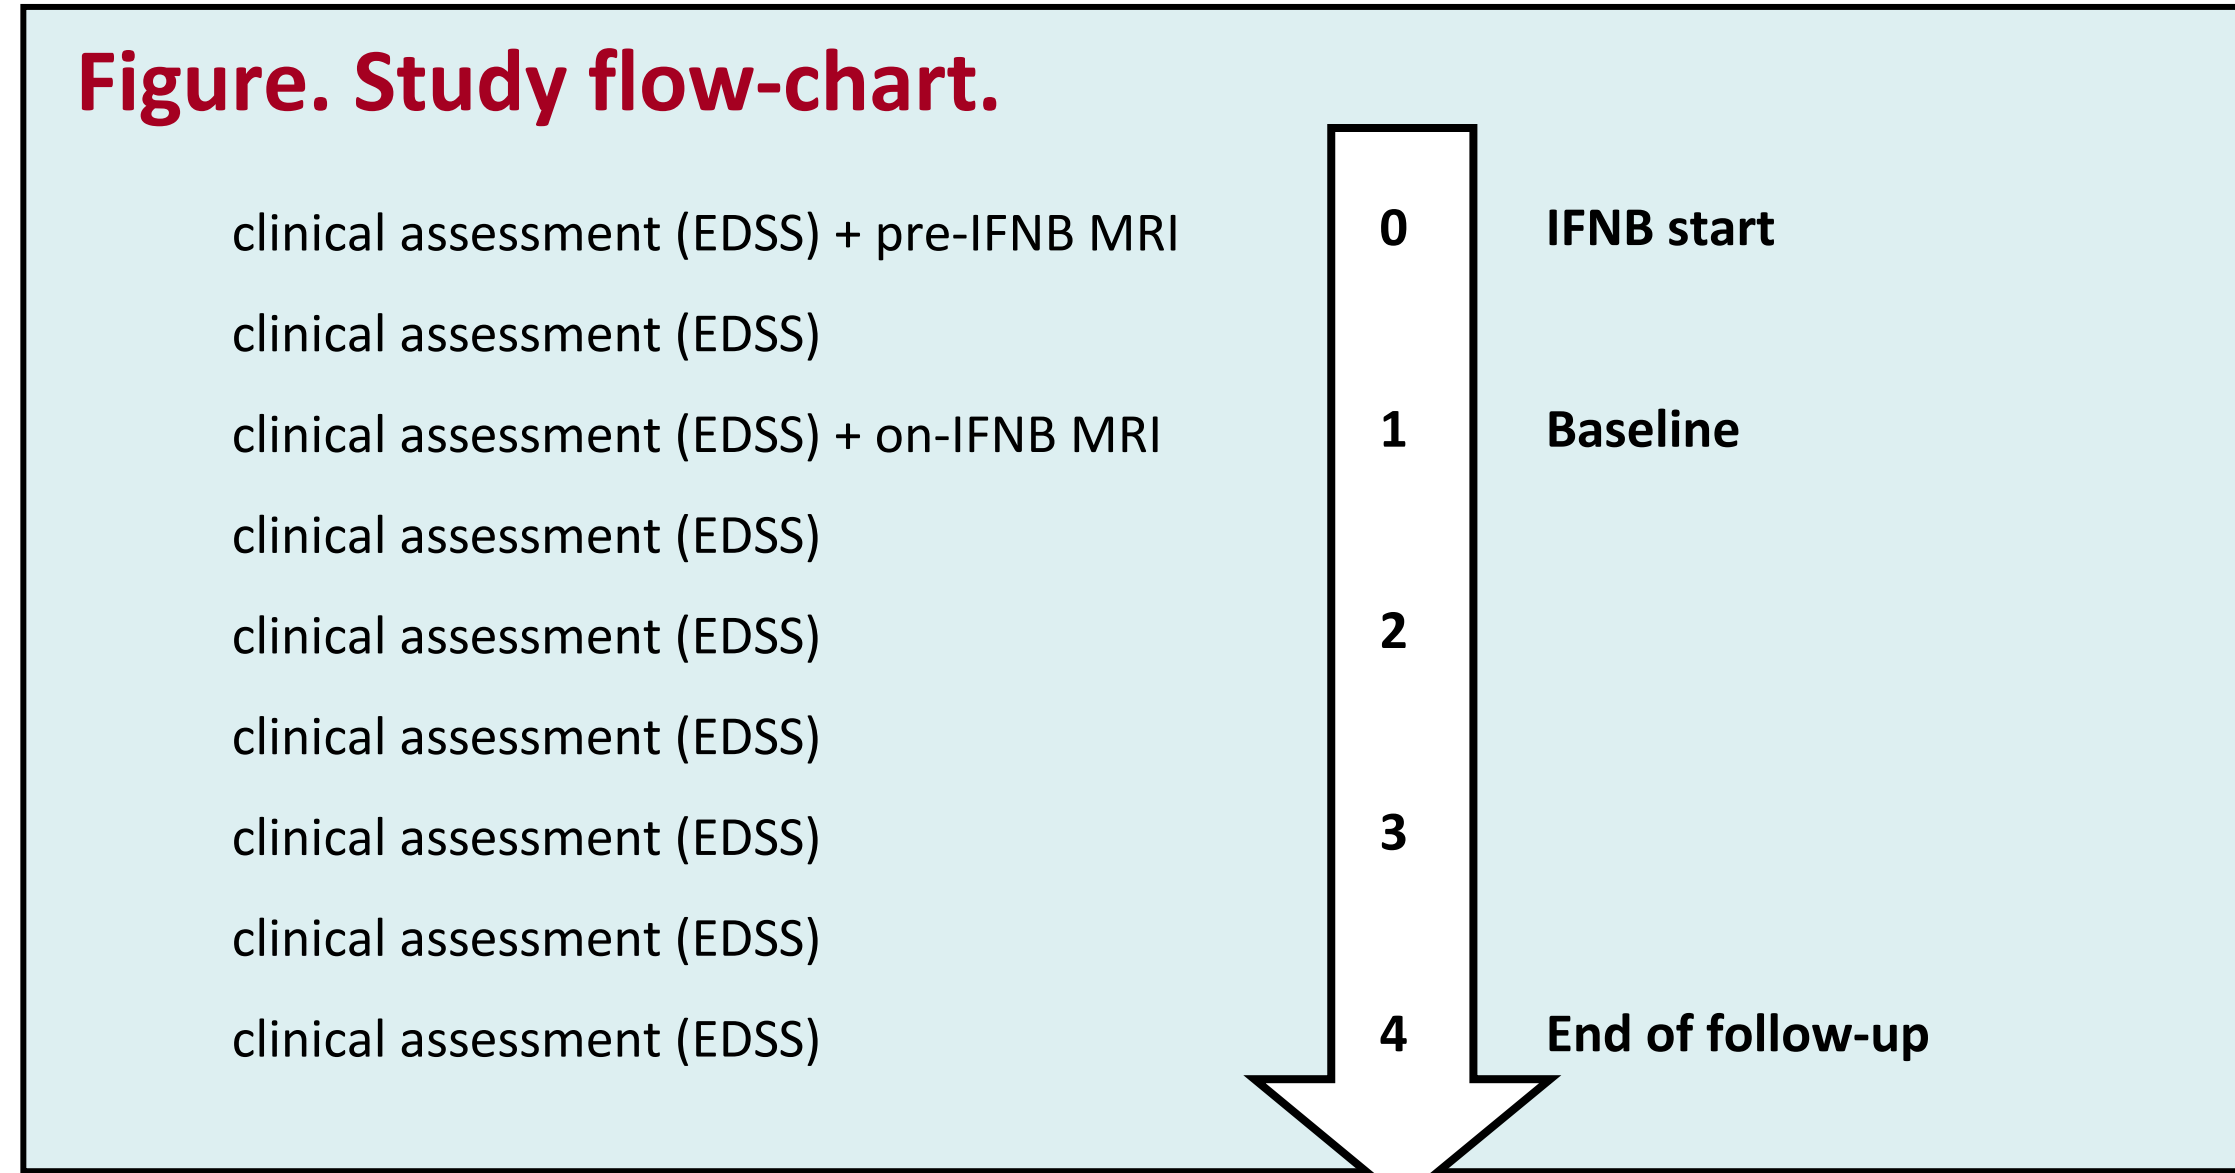 Figure. Study flow-chart.
clinical assessment (EDSS) + pre-IFNB MRI 0 IFNB start
clinical assessment (EDSS)
clinical assessment (EDSS) + on-IFNB MRI 1 Baseline
clinical assessment (EDSS)
clinical assessment (EDSS) 2
clinical assessment (EDSS)
clinical assessment (EDSS) 3
clinical assessment (EDSS)
clinical assessment (EDSS) 4 End of follow-up